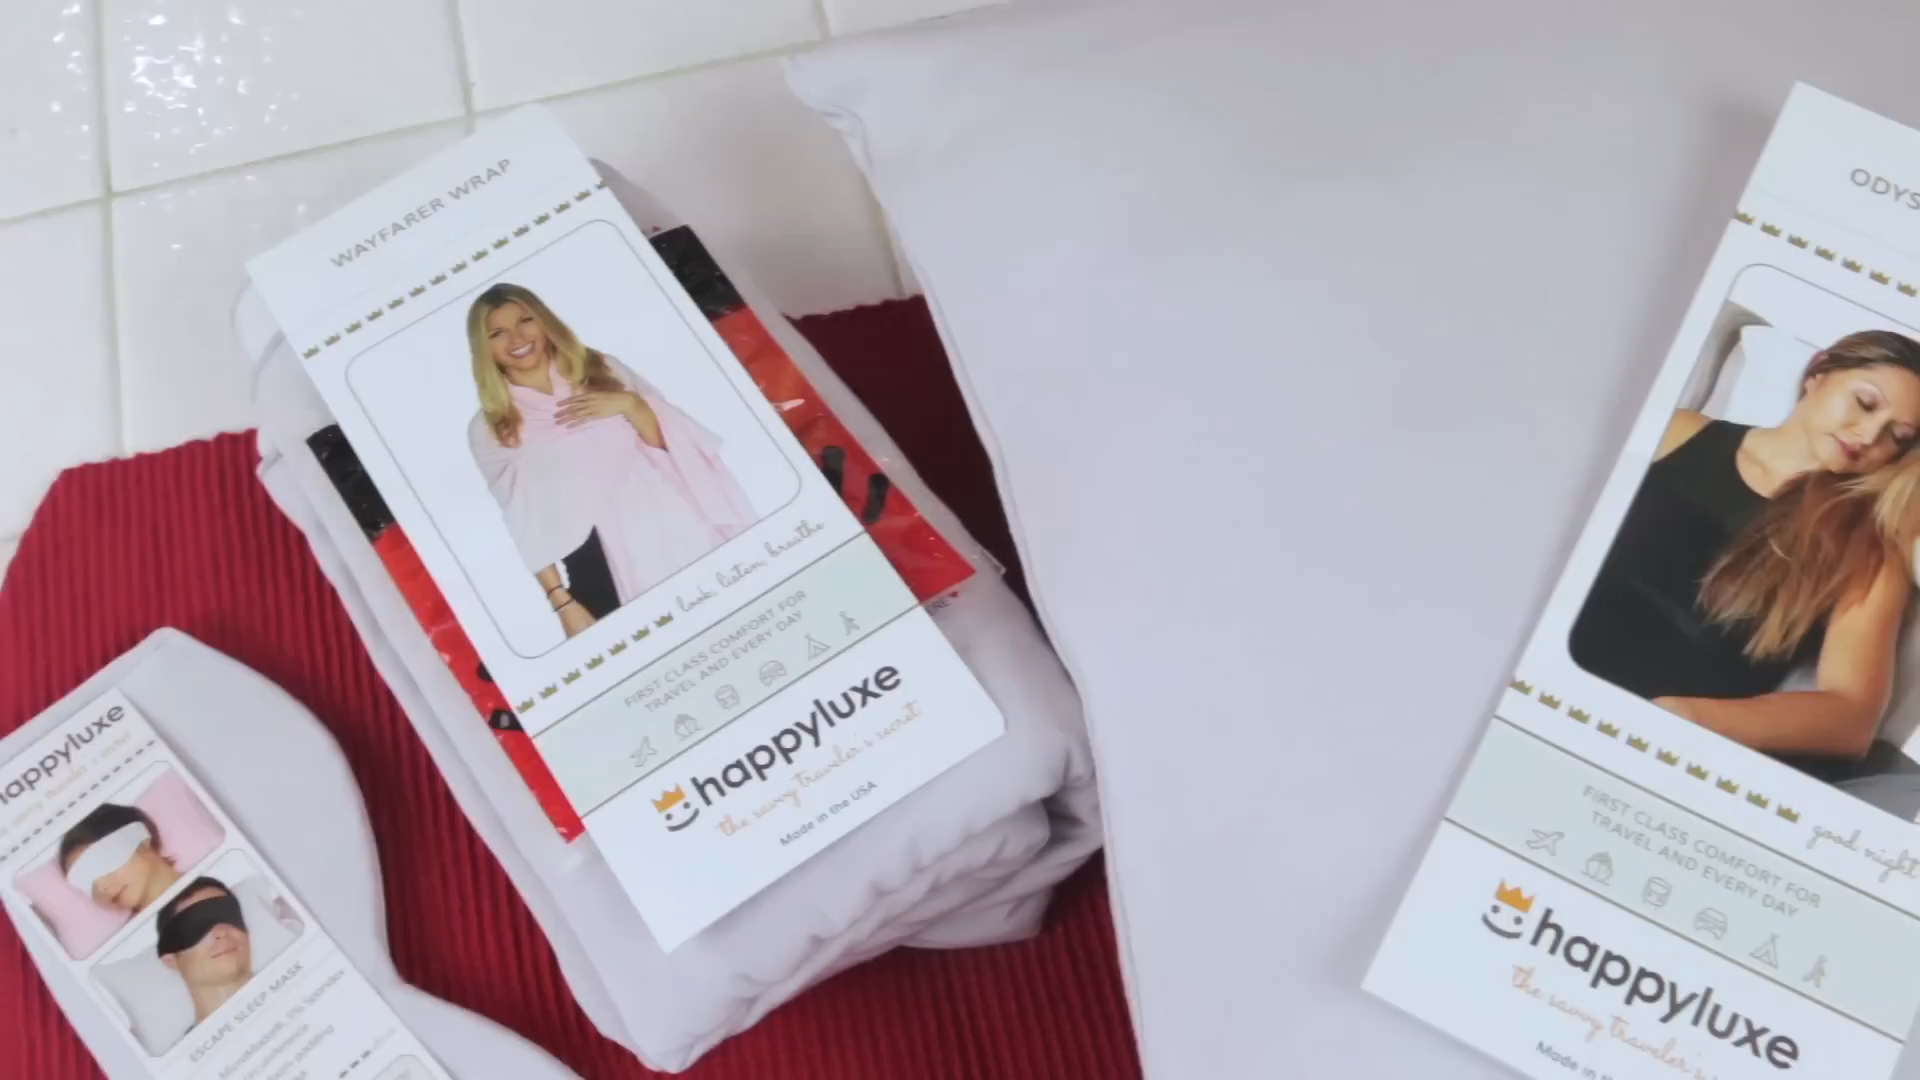 WAYFARER WRAP
look, listen, breathe
FIRST CLASS COMFORT FOR
TRAVEL AND EVERY DAY
happyluxe
the savvy traveler's secret
Made in the USA
happyluxe
ESCAPE SLEEP MASK
ODYS
good night
FIRST CLASS COMFORT FOR
TRAVEL AND EVERY DAY
happyluxe
the savvy traveler's
Made in